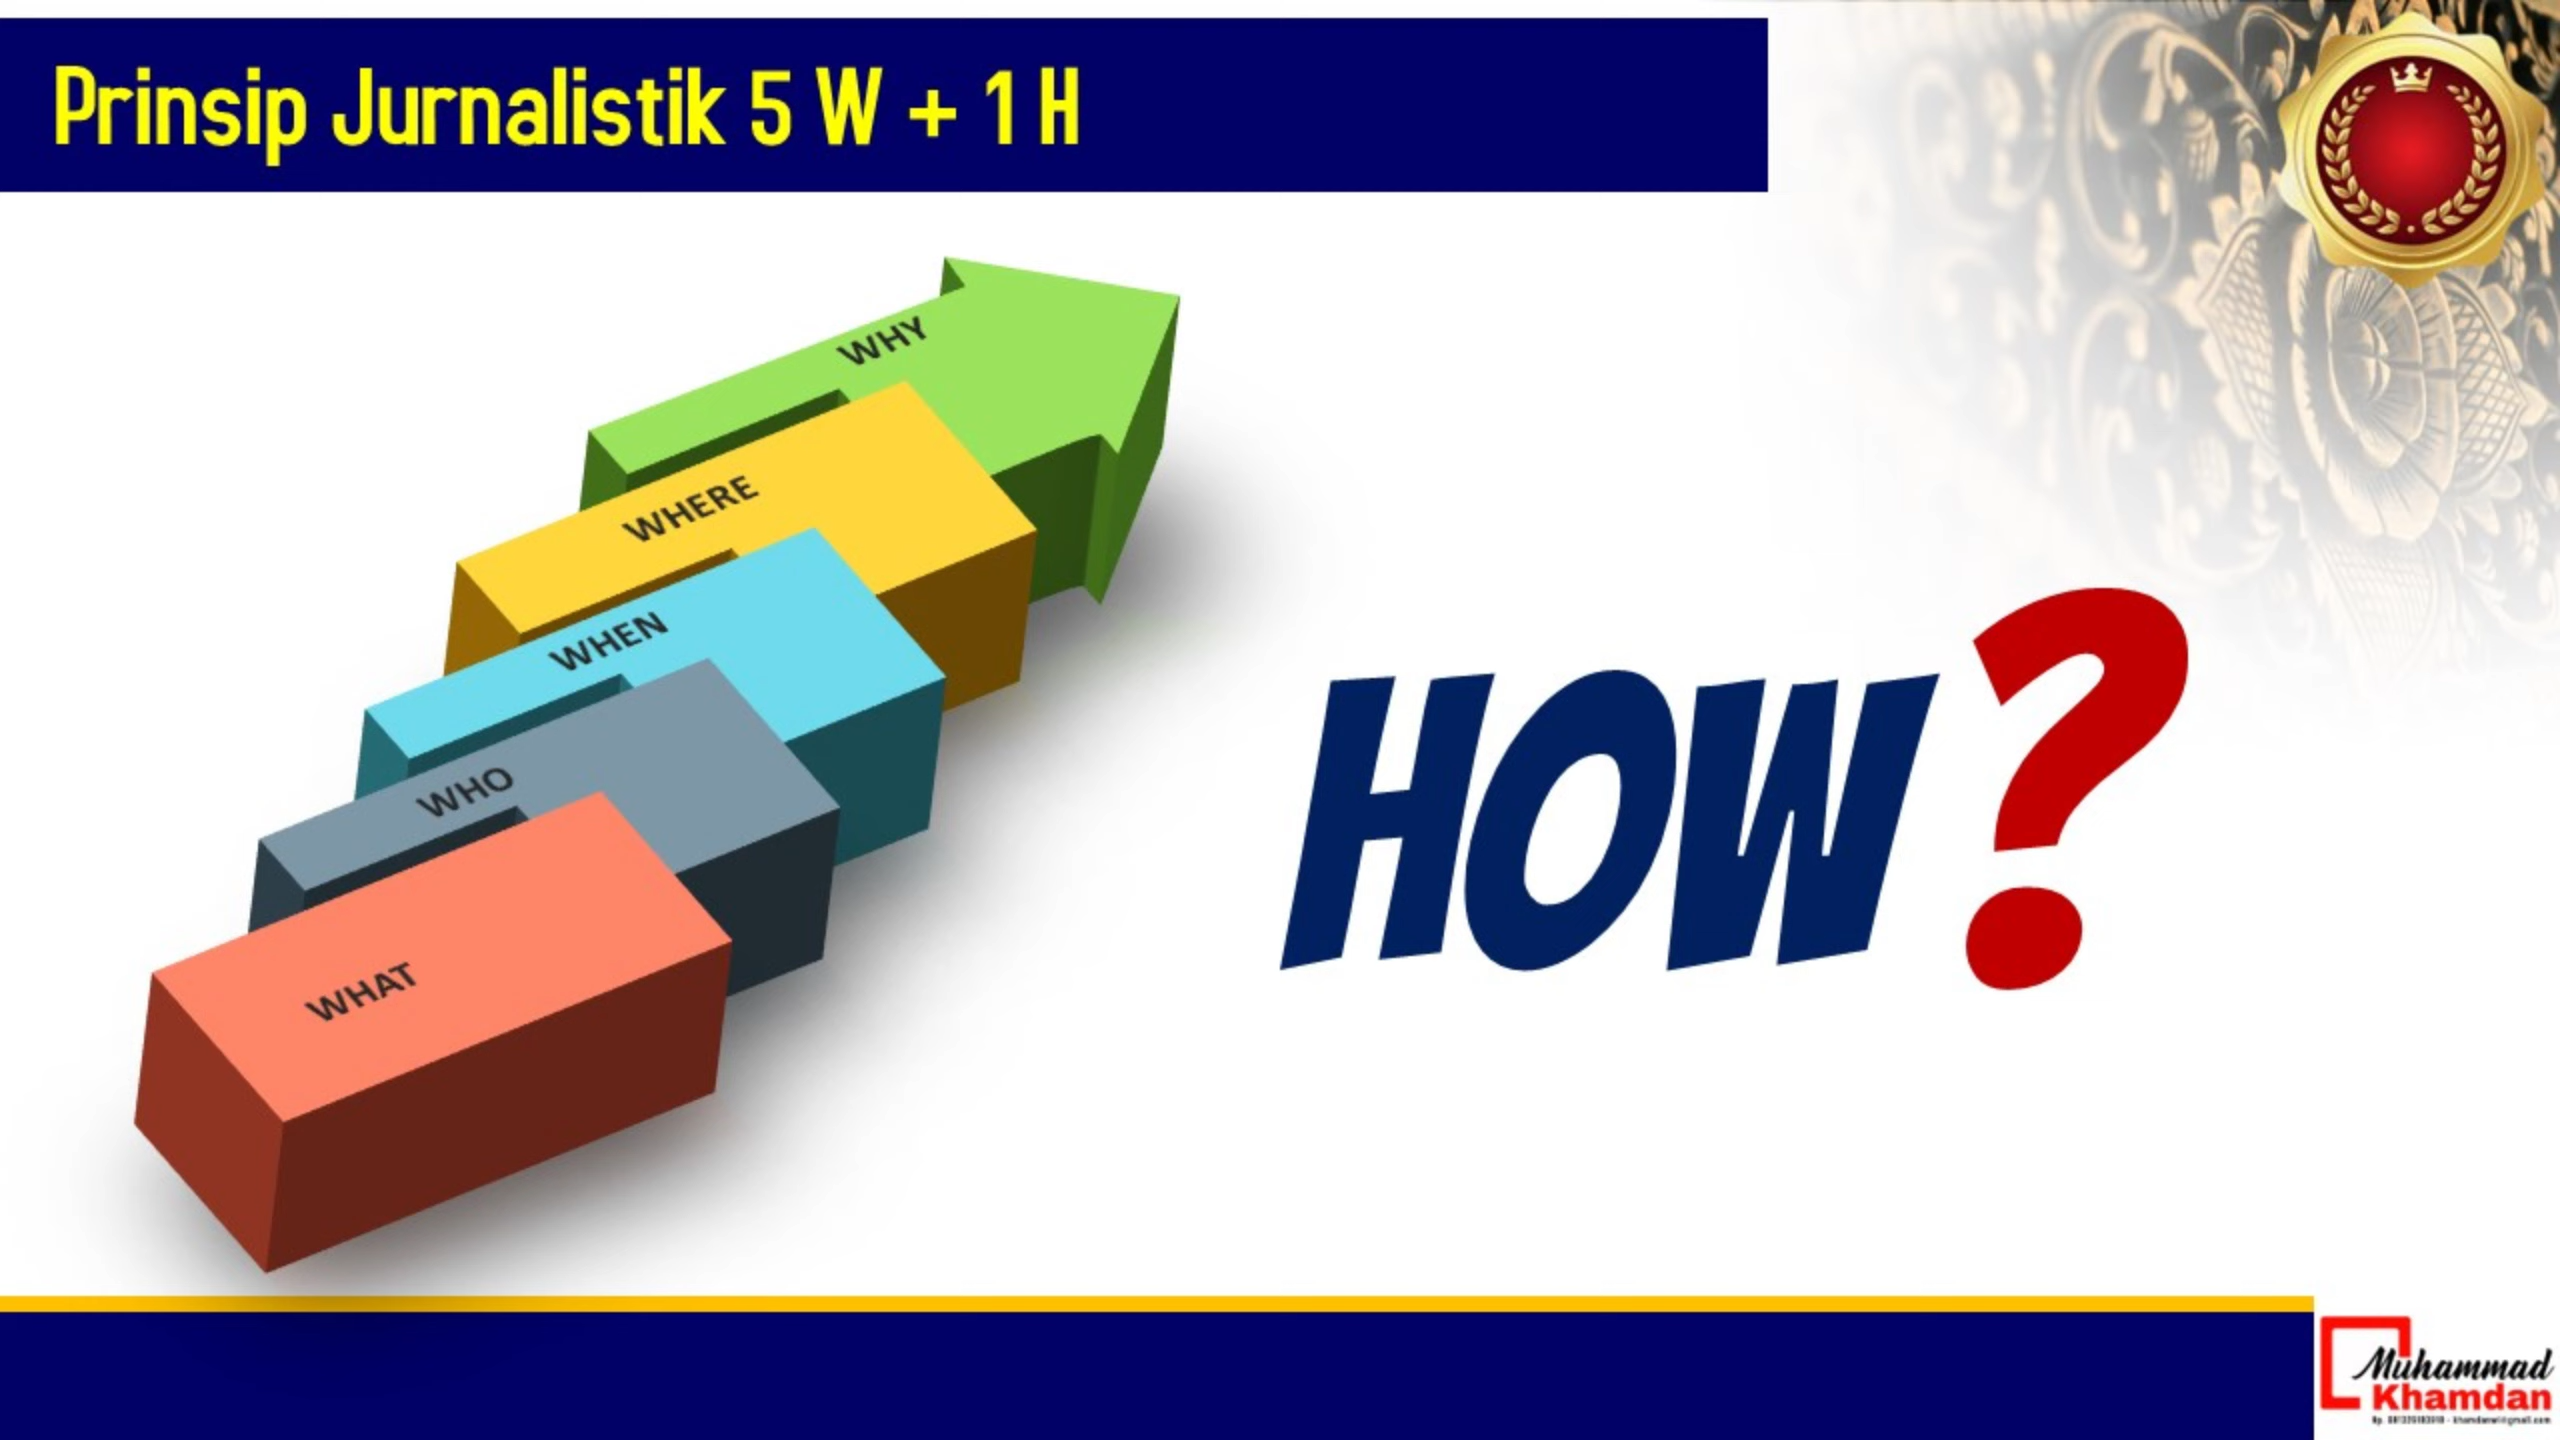 Prinsip Jurnalistik 5 W + 1 H
WHY
WHERE
WHEN
WHO
WHAT
HOW?
Muhammad
Khamdan